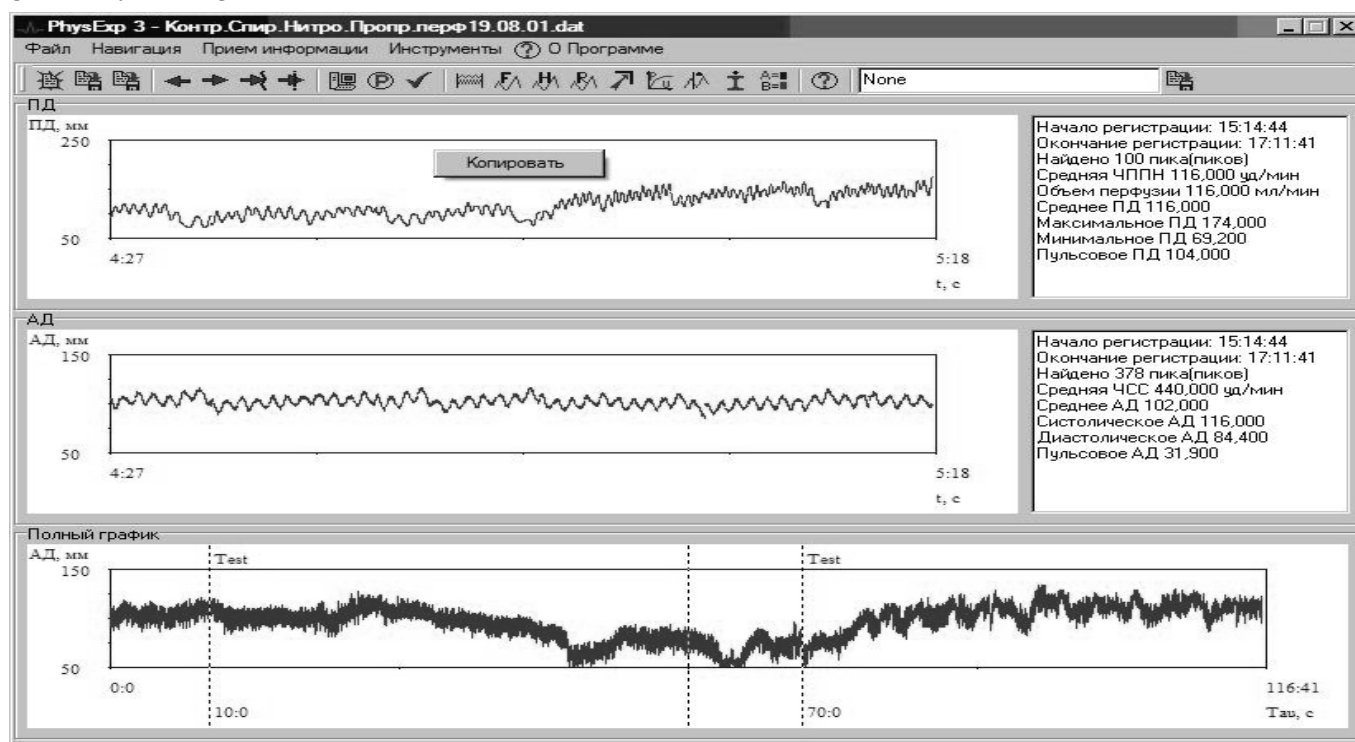 PhysExp 3 - Контр.Спир.Нитро.Пропр.перф19.08.01.dat
Файл Навигация Прием информации Инструменты ? О Программе
None
ПД
ПД, мм
250
50
4:27
5:18
t, с
Копировать
Начало регистрации: 15:14:44
Окончание регистрации: 17:11:41
Найдено 100 пика(пиков)
Средняя ЧППН 116,000 уд/мин
Объем перфузии 116,000 мл/мин
Среднее ПД 116,000
Максимальное ПД 174,000
Минимальное ПД 69,200
Пульсовое ПД 104,000
АД
АД, мм
150
50
4:27
5:18
t, с
Начало регистрации: 15:14:44
Окончание регистрации: 17:11:41
Найдено 378 пика(пиков)
Средняя ЧСС 440,000 уд/мин
Среднее АД 102,000
Систолическое АД 116,000
Диастолическое АД 84,400
Пульсовое АД 31,900
Полный график
АД, мм
150
50
Test
Test
0:0
116:41
10:0
70:0
Tau, с